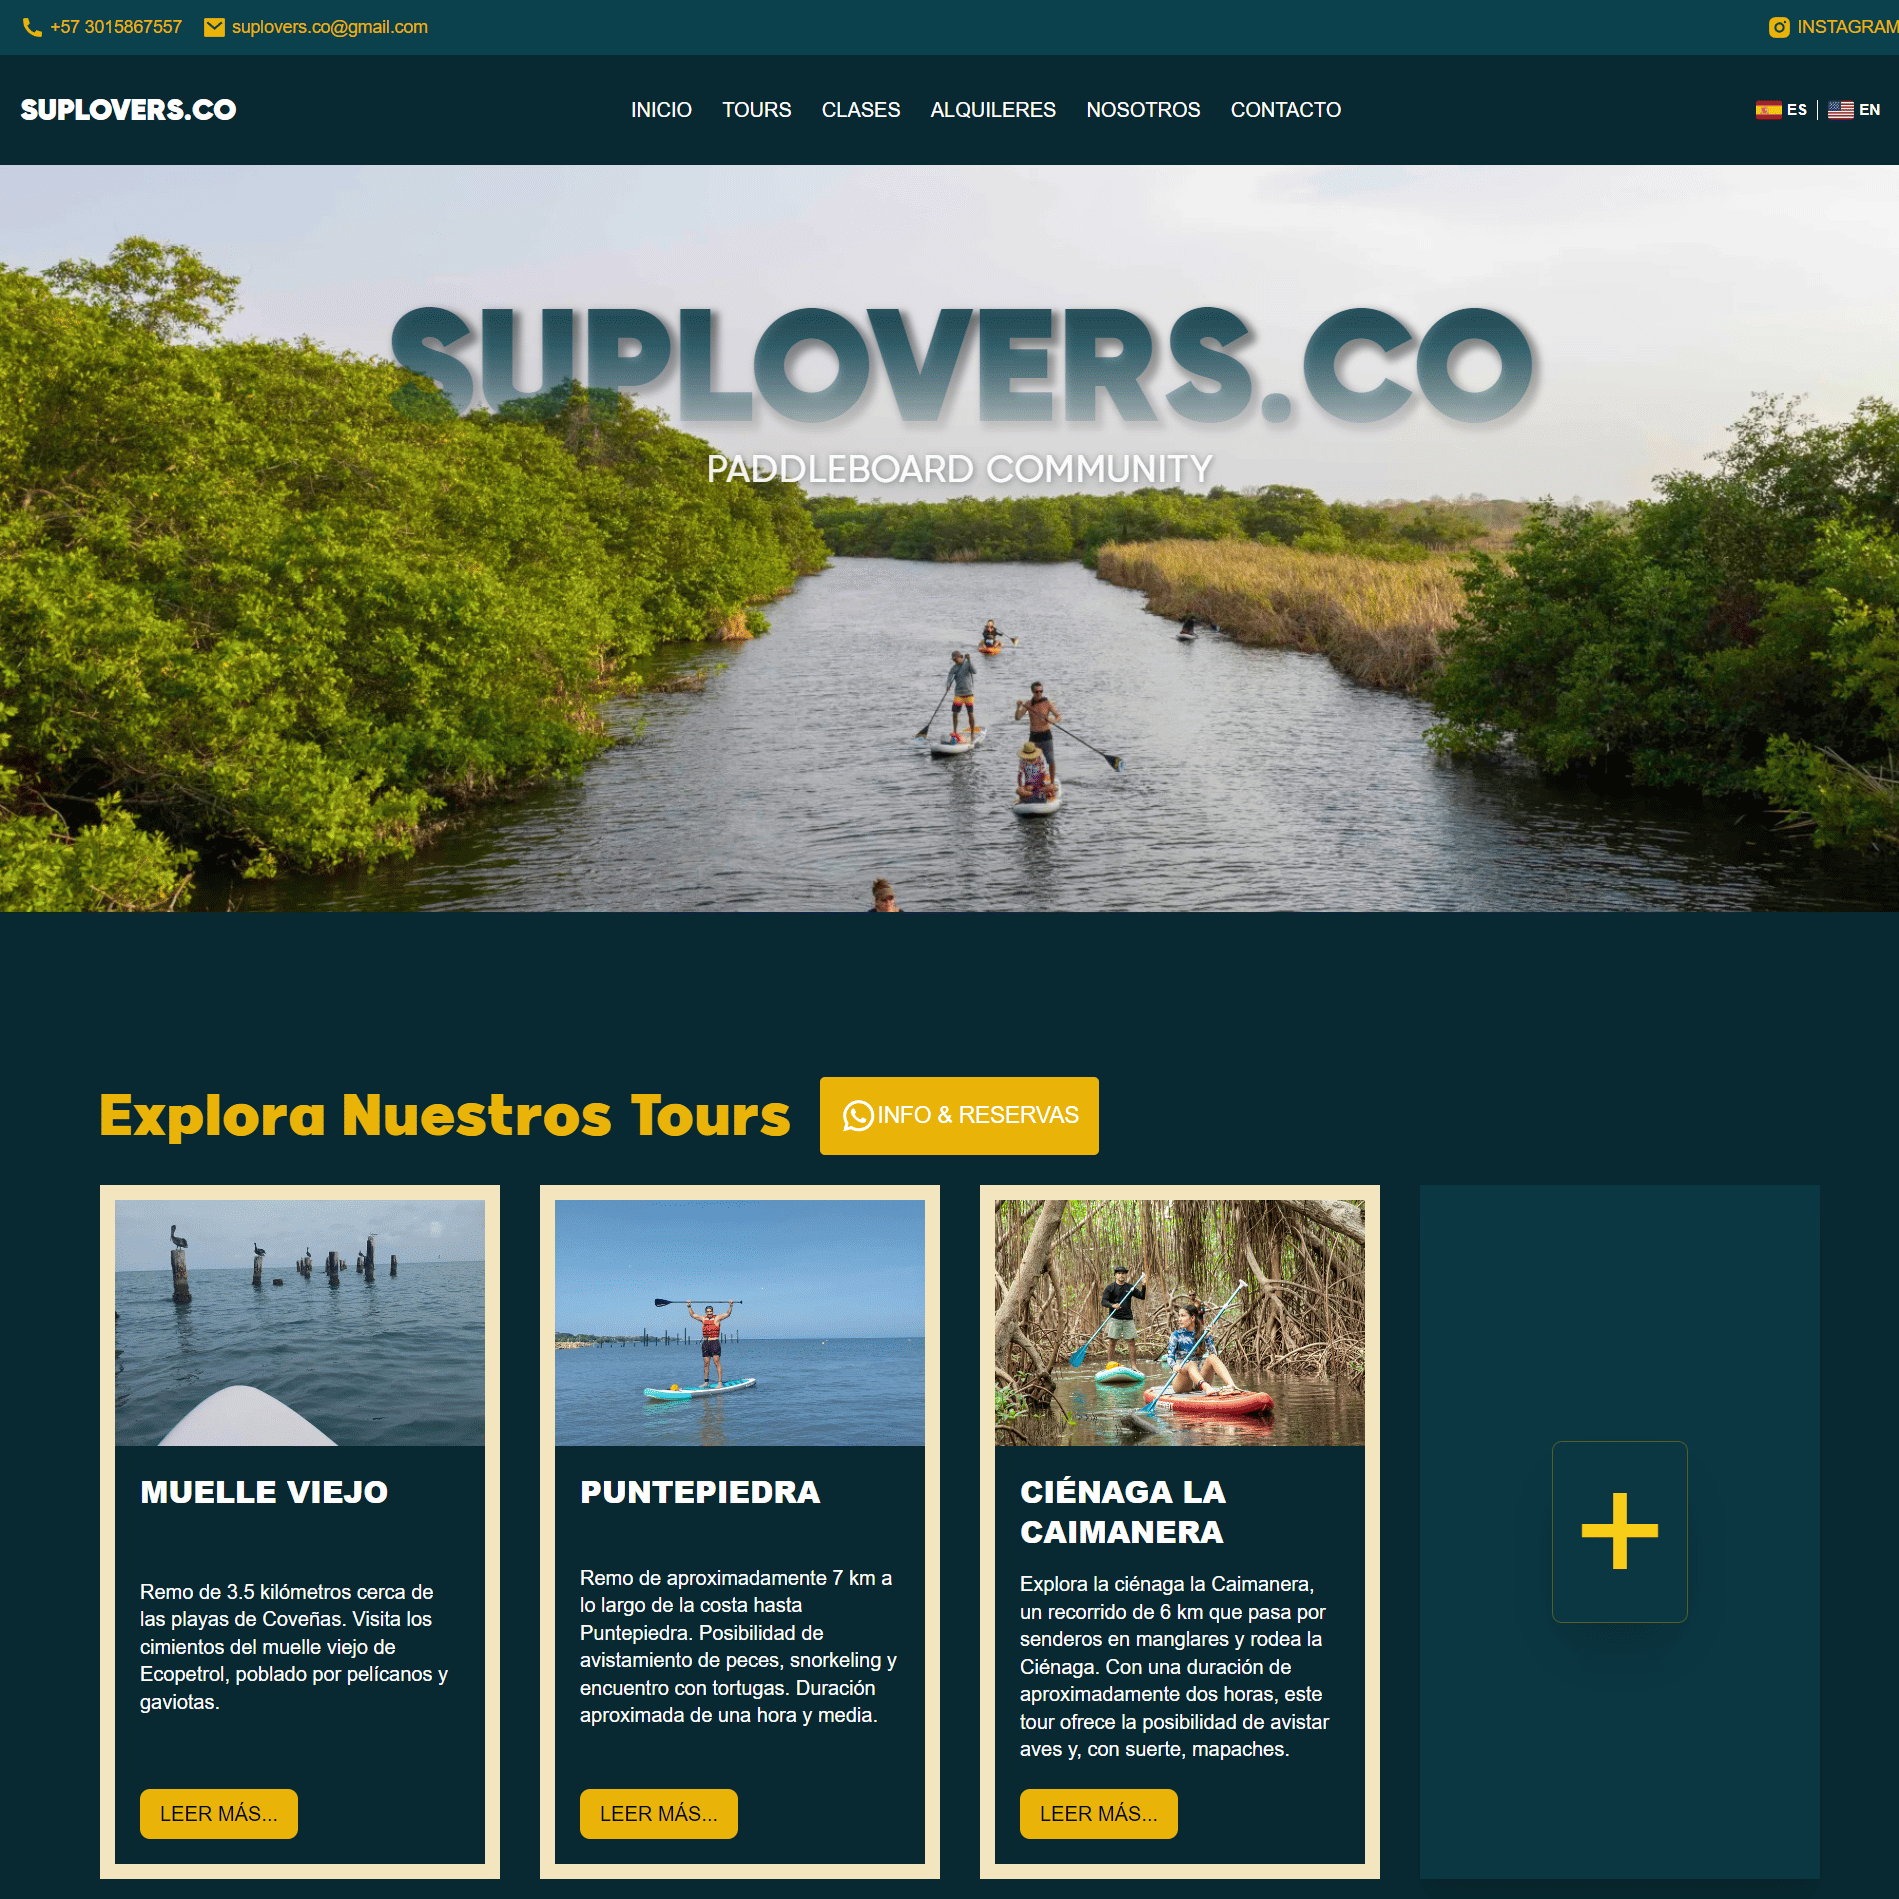 +57 3015867557 suplovers.co@gmail.com INSTAGRAM
SUPLOVERS.CO INICIO TOURS CLASES ALQUILERES NOSOTROS CONTACTO ES | EN
SUPLOVERS.CO
PADDLEBOARD COMMUNITY
Explora Nuestros Tours
INFO & RESERVAS
MUELLE VIEJO
Remo de 3.5 kilómetros cerca de
las playas de Coveñas. Visita los
cimientos del muelle viejo de
Ecopetrol, poblado por pelícanos y
gaviotas.
LEER MÁS...
PUNTEPIEDRA
Remo de aproximadamente 7 km a
lo largo de la costa hasta
Puntepiedra. Posibilidad de
avistamiento de peces, snorkeling y
encuentro con tortugas. Duración
aproximada de una hora y media.
LEER MÁS...
CIÉNAGA LA
CAIMANERA
Explora la ciénaga la Caimanera,
un recorrido de 6 km que pasa por
senderos en manglares y rodea la
Ciénaga. Con una duración de
aproximadamente dos horas, este
tour ofrece la posibilidad de avistar
aves y, con suerte, mapaches.
LEER MÁS...
+